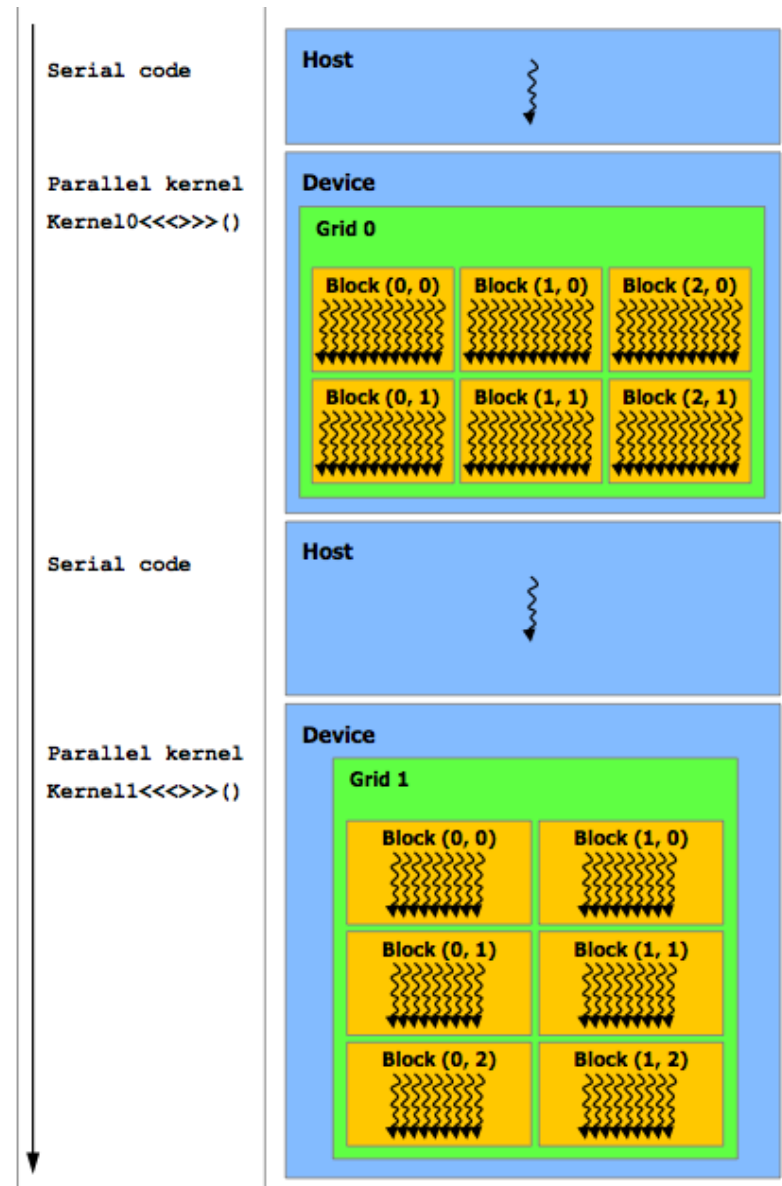 Serial code
Host
Parallel kernel
Kernel0<<<>>>()
Device
Grid 0
Block (0, 0) Block (1, 0) Block (2, 0)
Block (0, 1) Block (1, 1) Block (2, 1)
Serial code
Host
Parallel kernel
Kernel1<<<>>>()
Device
Grid 1
Block (0, 0) Block (1, 0)
Block (0, 1) Block (1, 1)
Block (0, 2) Block (1, 2)